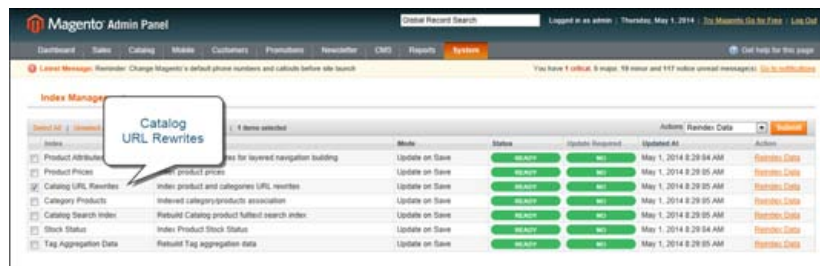 Magento Admin Panel
Global Record Search
Logged in as admin | Thursday, May 1, 2014 | Try Magento Go for Free | Log Out
Dashboard Sales Catalog Mobile Customers Promotions Newsletter CMS Reports System
Get help for this page
Latest Message: Reminder: Change Magento's default phone numbers and callouts before site launch
You have 1 critical, 5 major, 19 minor and 117 notice unread message(s). Go to notifications
Index Manage
Catalog
URL Rewrites
Select All | 1 items selected
Actions Reindex Data Submit
Index Mode Status Update Required Updated At Action
Product Attributes for layered navigation building Update on Save READY NO May 1, 2014 8:29:04 AM Reindex Data
Product Prices Index product prices Update on Save READY NO May 1, 2014 8:29:05 AM Reindex Data
Catalog URL Rewrites Index product and categories URL rewrites Update on Save READY NO May 1, 2014 8:29:05 AM Reindex Data
Category Products Indexed category/products association Update on Save READY NO May 1, 2014 8:29:05 AM Reindex Data
Catalog Search Index Rebuild Catalog product fulltext search index Update on Save READY NO May 1, 2014 8:29:05 AM Reindex Data
Stock Status Index Product Stock Status Update on Save READY NO May 1, 2014 8:29:04 AM Reindex Data
Tag Aggregation Data Rebuild Tag aggregation data Update on Save READY NO May 1, 2014 8:29:05 AM Reindex Data